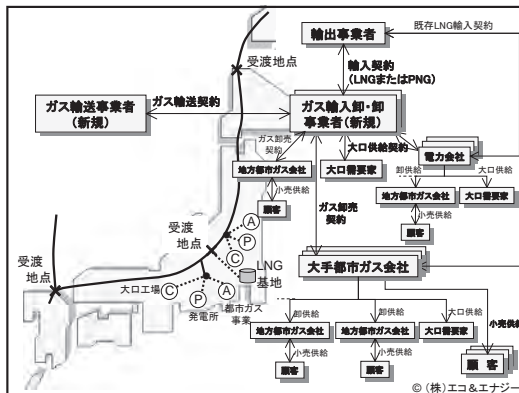 受渡地点
輸出事業者
既存LNG輸入契約
輸入契約
(LNGまたはPNG)
ガス輸送事業者
(新規)
ガス輸送契約
ガス輸入卸・卸
事業者(新規)
ガス卸売
契約
大口供給契約
電力会社
地方都市ガス会社
大口需要家
小売供給
顧客
卸供給
大口供給
地方都市ガス会社
大口需要家
小売供給
顧客
ガス卸売
契約
受渡
地点
A
P
C
LNG
基地
大手都市ガス会社
受渡
地点
大口工場
C
P
A
発電所
都市ガス
事業
卸供給
卸供給
大口供給
小売供給
地方都市ガス会社
地方都市ガス会社
大口需要家
小売供給
小売供給
顧客
顧客
顧 客
© (株)エコ&エナジー